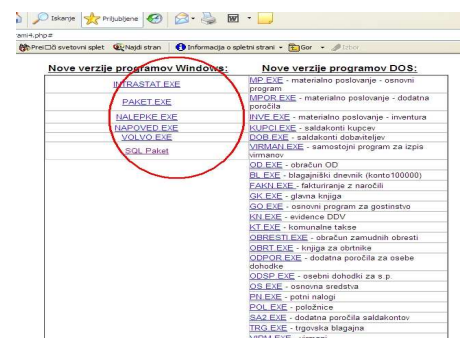 Iskanje Priljubljene
rami4.php#
Preišči svetovni splet Najdi stran Informacija o spletni strani Gor Izbor
Nove verzije programov Windows:
INTRASTAT.EXE
PAKET.EXE
NALEPKE.EXE
NAPOVED.EXE
VOLVO.EXE
SQL Paket
Nove verzije programov DOS:
MP.EXE - materialno poslovanje - osnovni
program
MPOR.EXE - materialno poslovanje - dodatna
poročila
INVE.EXE - materialno poslovanje - inventura
KUPCI.EXE - saldakonti kupcev
DOB.EXE - saldakonti dobaviteljev
VIRMAN.EXE - samostojni program za izpis
virmanov
OD.EXE - obračun OD
BL.EXE - blagajniški dnevnik (konto100000)
FAKN.EXE - fakturiranje z naročili
GK.EXE - glavna knjiga
GO.EXE - osnovni program za gostinstvo
KN.EXE - evidence DDV
KT.EXE - komunalne takse
OBRESTI.EXE - obračun zamudnih obresti
OBRT.EXE - knjiga za obrtnike
ODPOR.EXE - dodatna poročila za osebe
dohodke
ODSP.EXE - osebni dohodki za s.p.
OS.EXE - osnovna sredstva
PN.EXE - potni nalogi
POL.EXE - položnice
SA2.EXE - dodatna poročila saldakontov
TRG.EXE - trgovska blagajna
VIRM.EXE - virmani